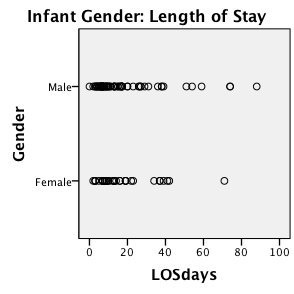 Infant Gender: Length of Stay
Gender
Male
Female
0 20 40 60 80 100
LOSdays